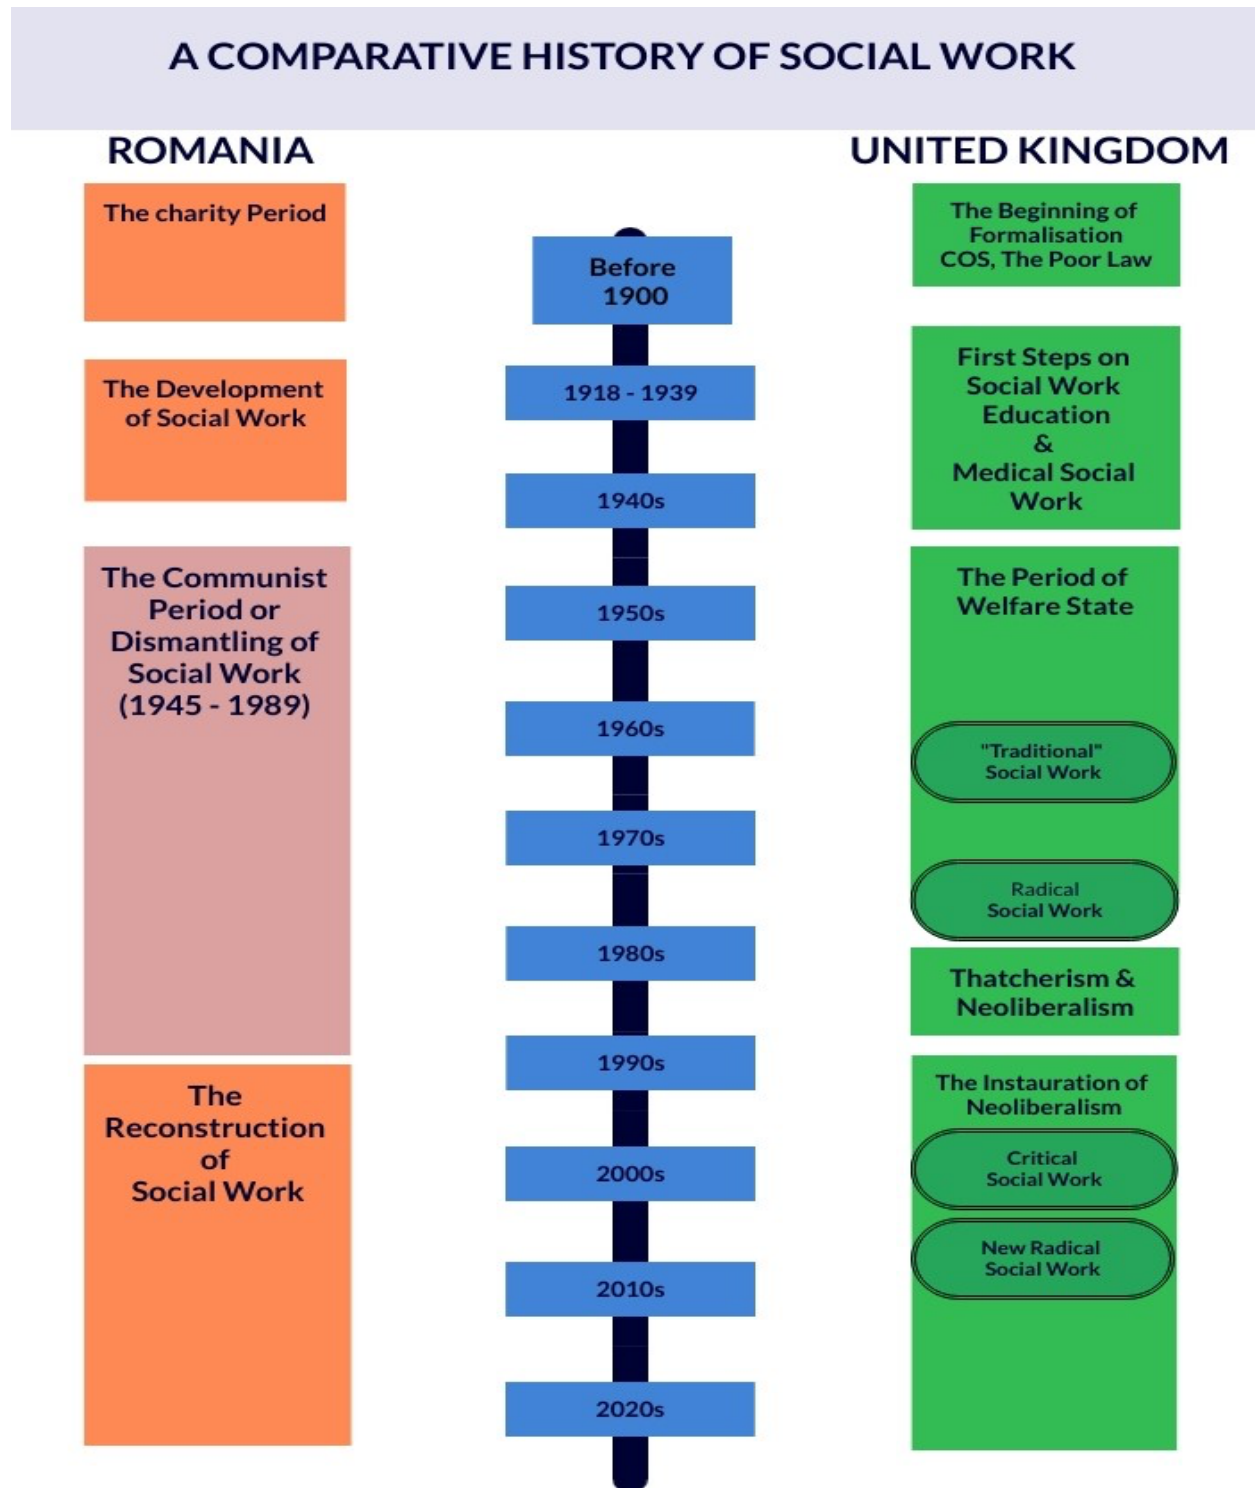 A COMPARATIVE HISTORY OF SOCIAL WORK
ROMANIA
The charity Period
The Development
of Social Work
The Communist
Period or
Dismantling of
Social Work
(1945 - 1989)
The
Reconstruction
of
Social Work
Before
1900
1918 - 1939
1940s
1950s
1960s
1970s
1980s
1990s
2000s
2010s
2020s
UNITED KINGDOM
The Beginning of
Formalisation
COS, The Poor Law
First Steps on
Social Work
Education
&
Medical Social
Work
The Period of
Welfare State
"Traditional"
Social Work
Radical
Social Work
Thatcherism &
Neoliberalism
The Instauration of
Neoliberalism
Critical
Social Work
New Radical
Social Work